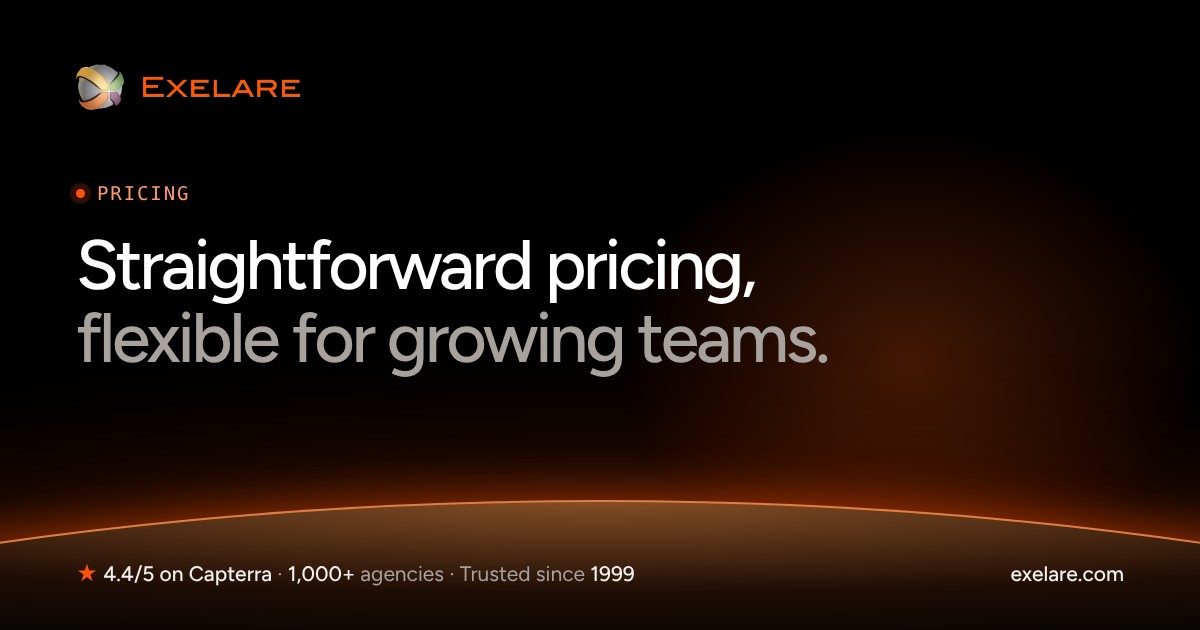 EXELARE
PRICING
Straightforward pricing,
flexible for growing teams.
★ 4.4/5 on Capterra · 1,000+ agencies · Trusted since 1999
exelare.com